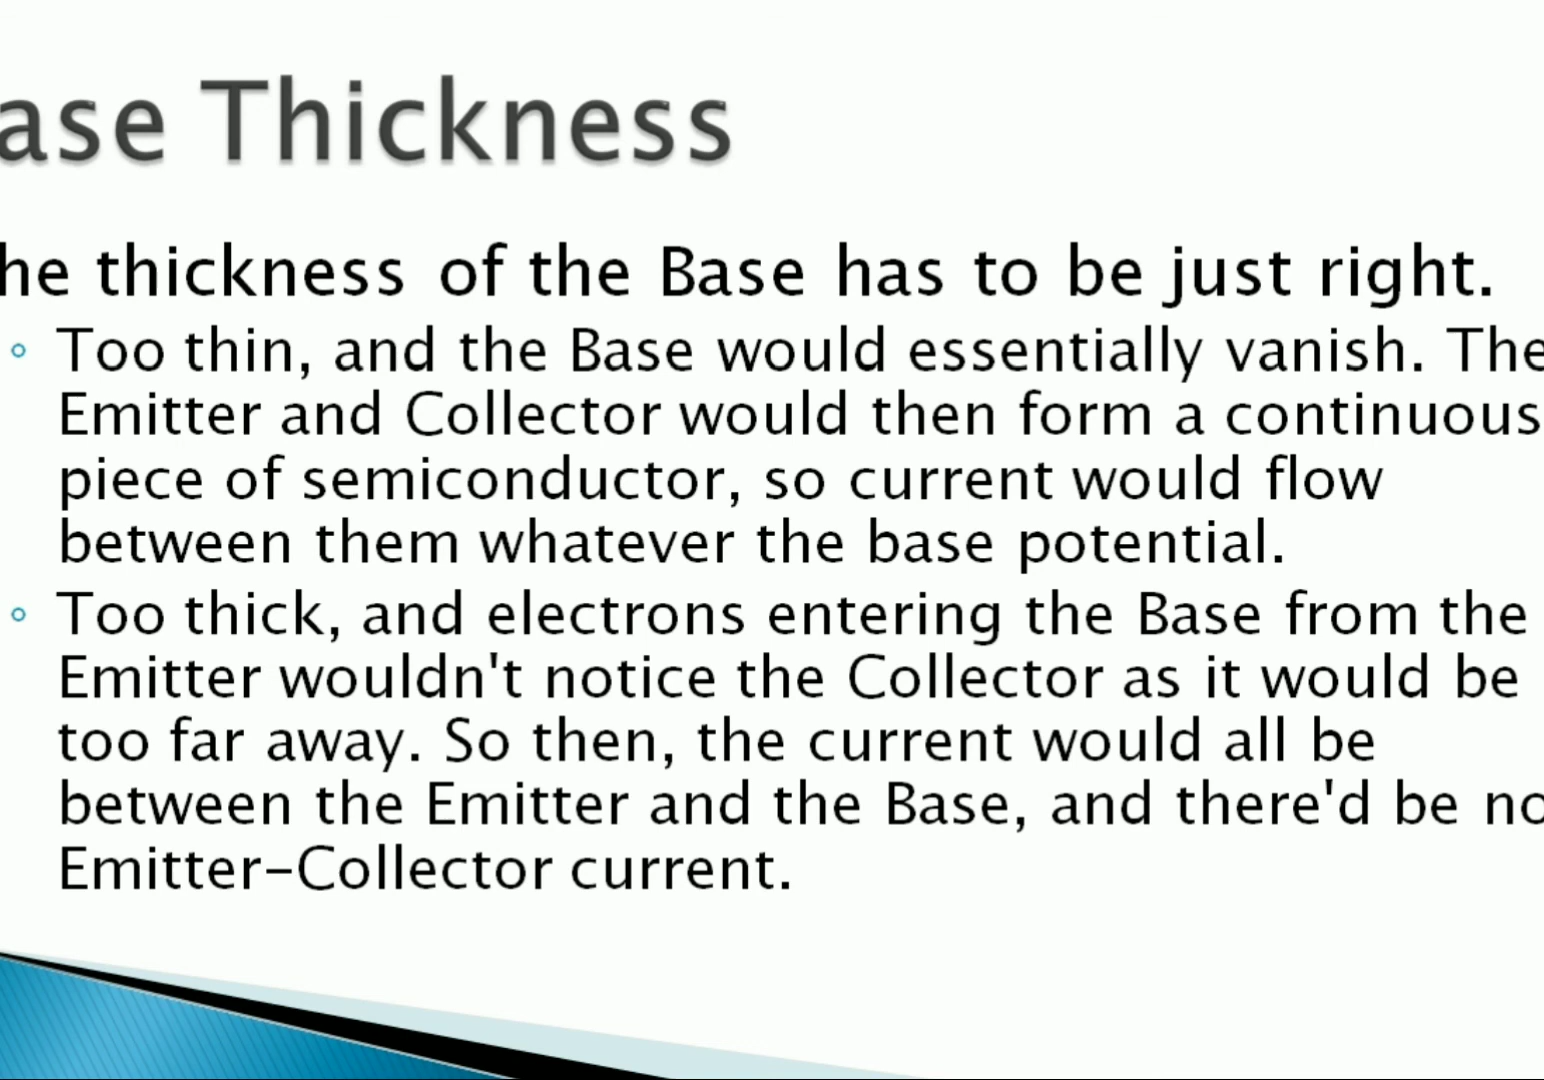 ase Thickness
he thickness of the Base has to be just right.
Too thin, and the Base would essentially vanish. The
Emitter and Collector would then form a continuous
piece of semiconductor, so current would flow
between them whatever the base potential.
Too thick, and electrons entering the Base from the
Emitter wouldn't notice the Collector as it would be
too far away. So then, the current would all be
between the Emitter and the Base, and there'd be no
Emitter-Collector current.